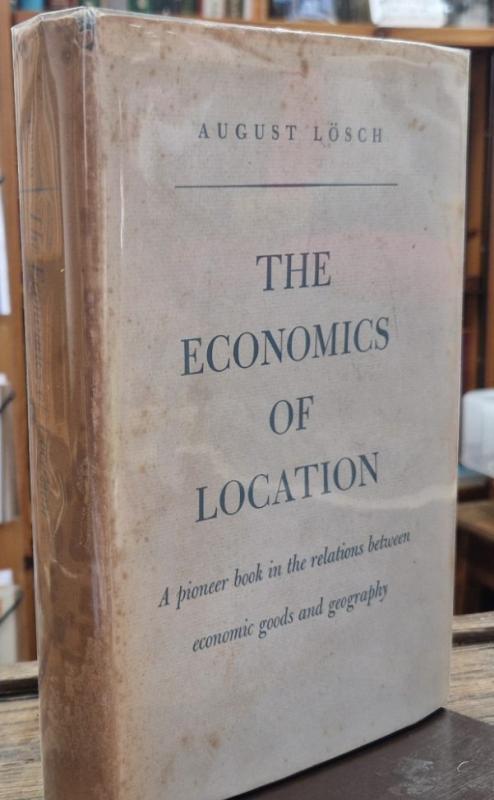 AUGUST LÖSCH
THE
ECONOMICS
OF
LOCATION
A pioneer book in the relations between
economic goods and geography